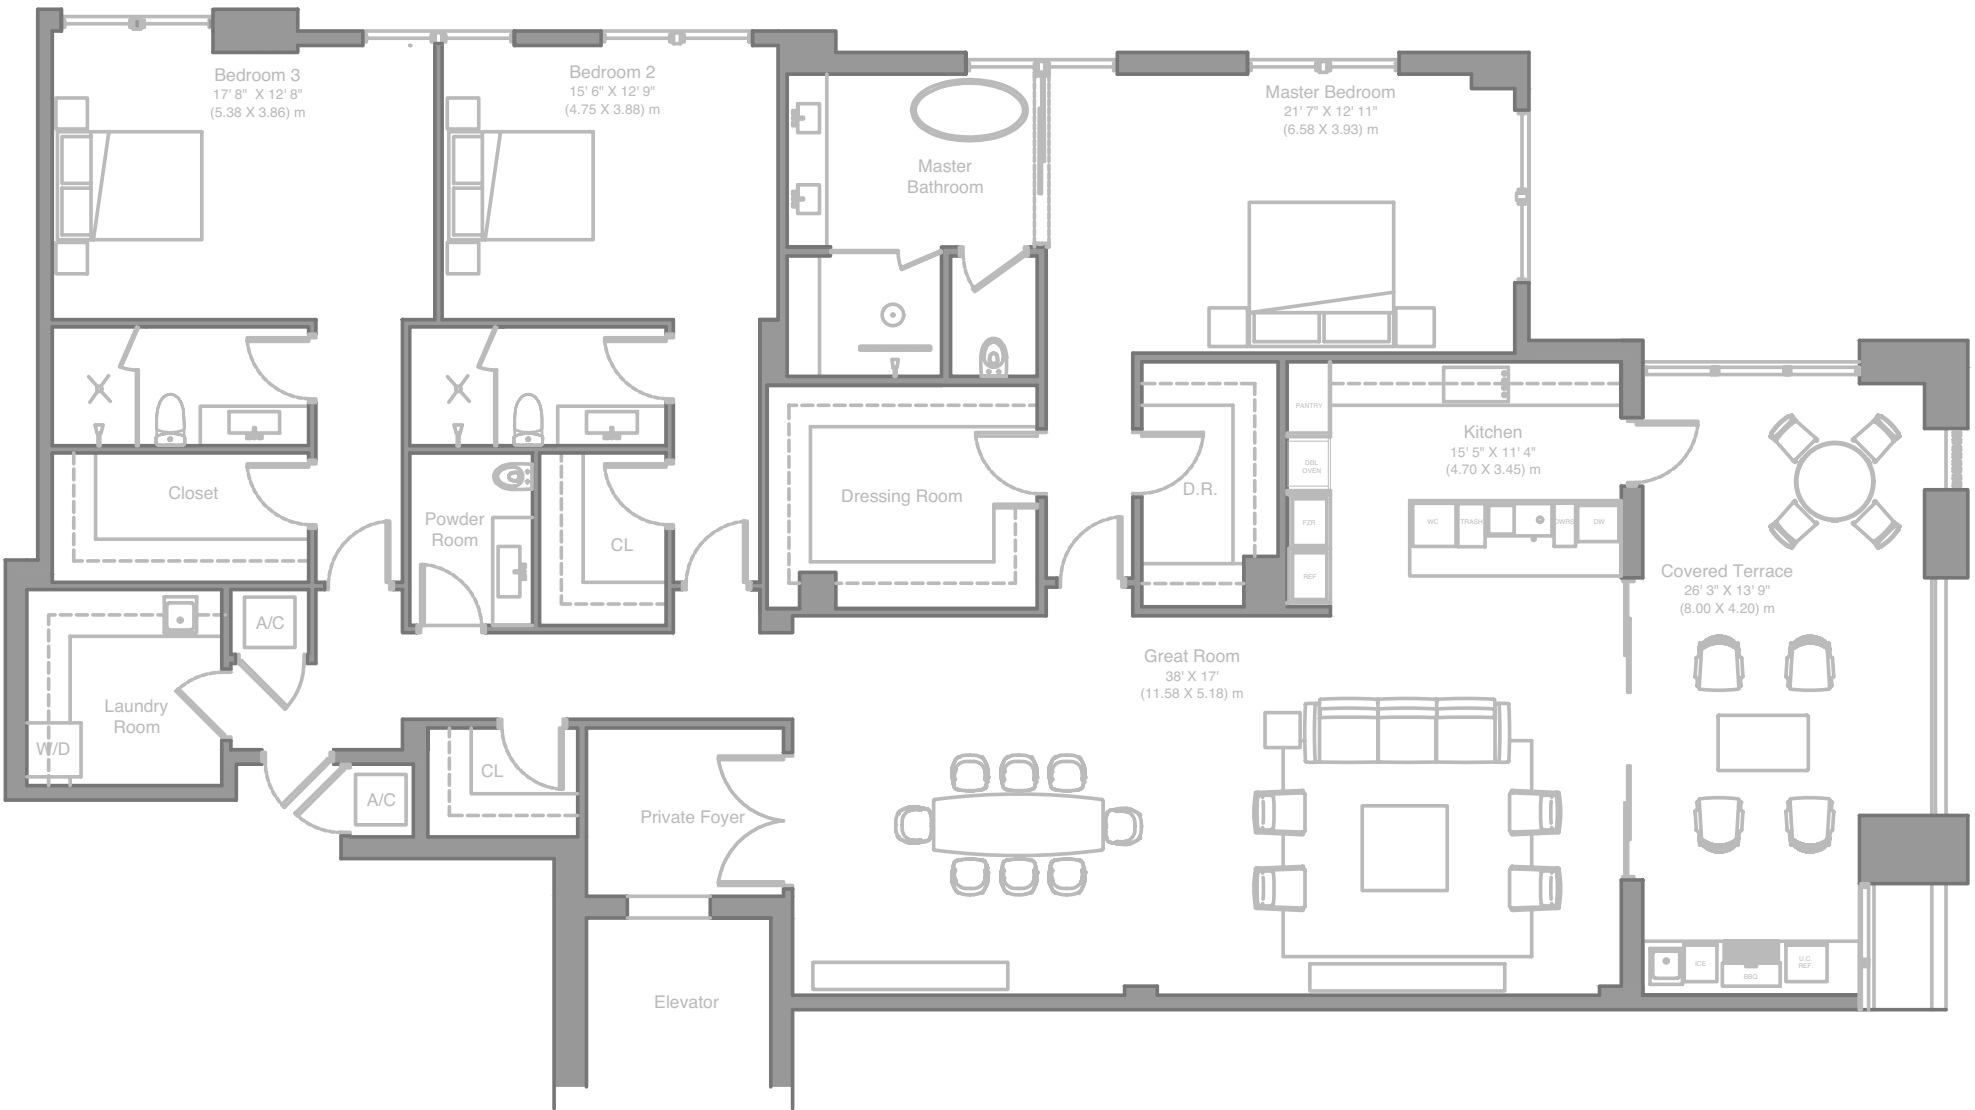 Bedroom 3
17' 8" X 12' 8"
(5.38 X 3.86) m
Bedroom 2
15' 6" X 12' 9"
(4.75 X 3.88) m
Master Bedroom
21' 7" X 12' 11"
(6.58 X 3.93) m
Master
Bathroom
PANTRY
Kitchen
15' 5" X 11' 4"
(4.70 X 3.45) m
DBL
OVEN
Closet
Dressing Room
D.R.
Powder
Room
CL
FZR
WC
TRASH
DWRS
DW
REF
Covered Terrace
26' 3" X 13' 9"
(8.00 X 4.20) m
A/C
Great Room
38' X 17'
(11.58 X 5.18) m
Laundry
Room
W/D
CL
A/C
Private Foyer
ICE
BBQ
U.C.
REF.
Elevator